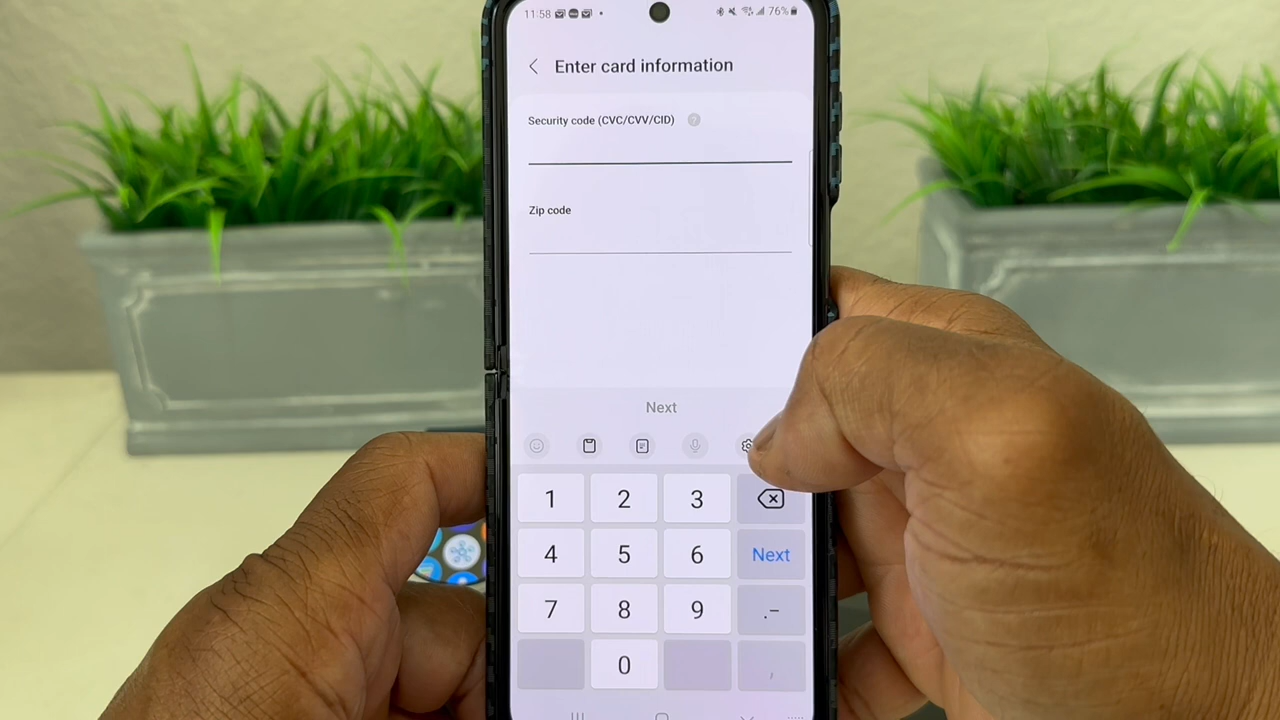 11:58
76%
Enter card information
Security code (CVC/CVV/CID) ?
Zip code
Next
1 2 3
4 5 6 Next
7 8 9 .-
0 ,